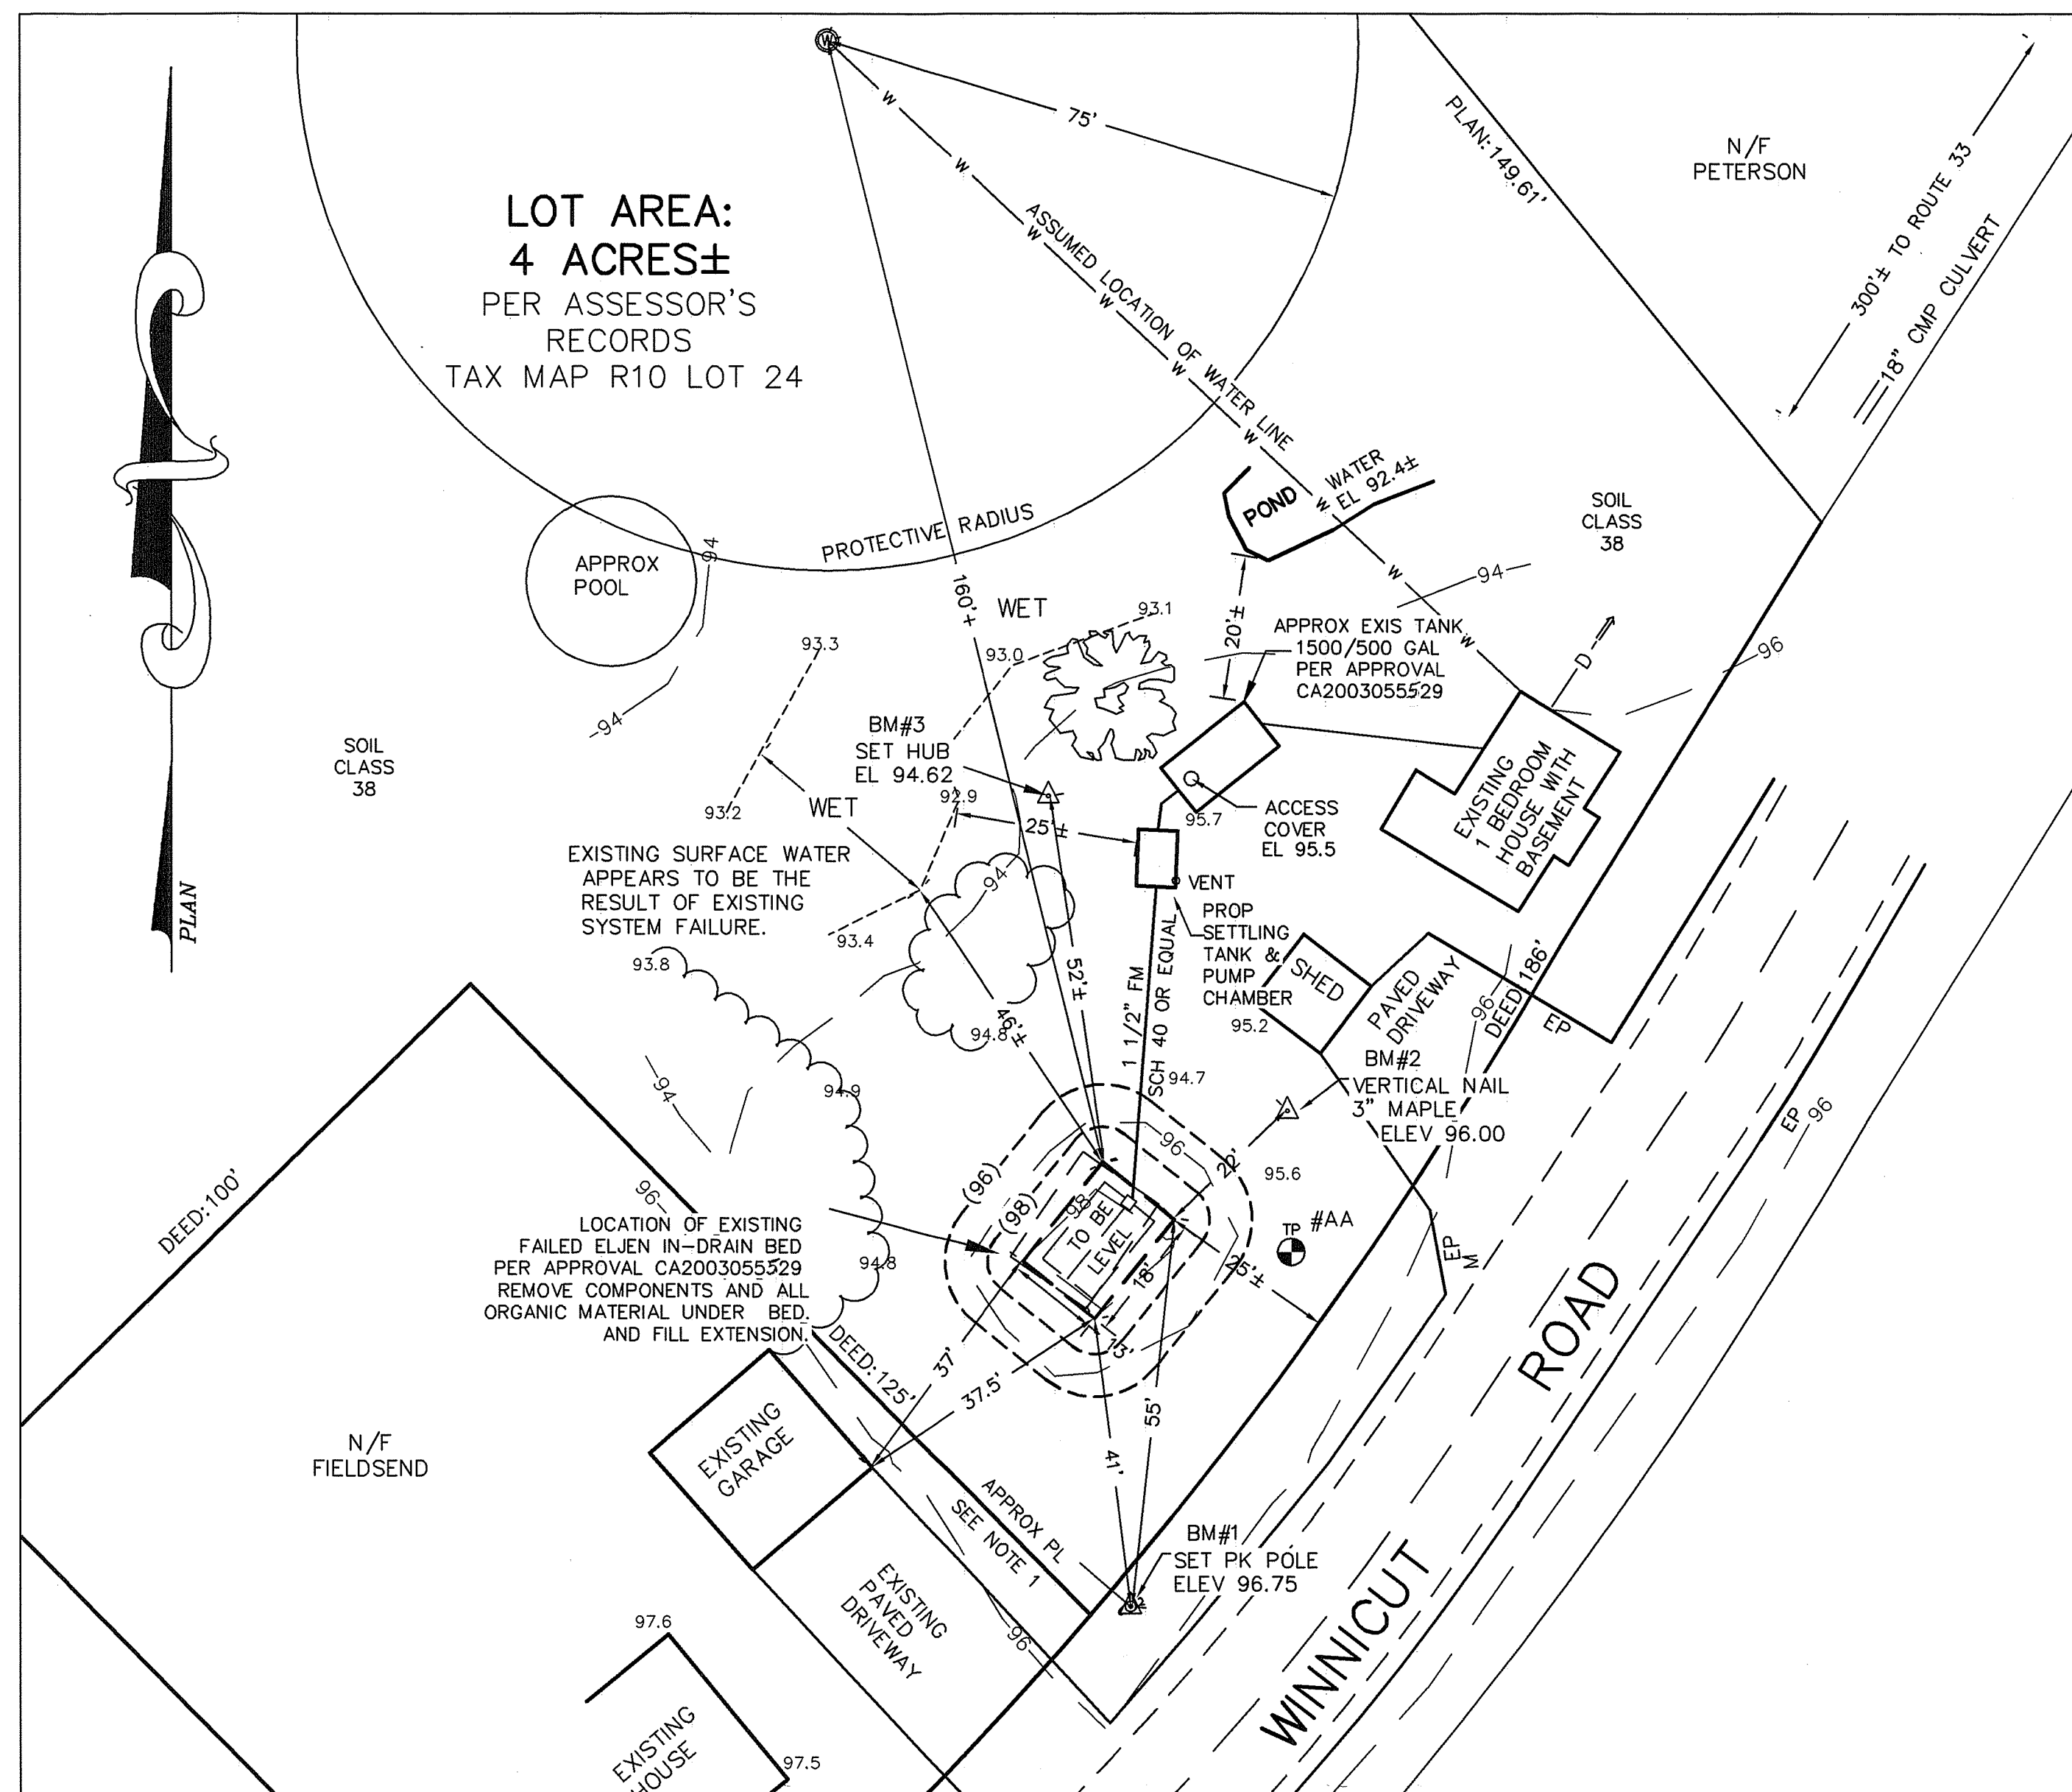 W
75'
PLAN: 149.61'
N/F
PETERSON
300'± TO ROUTE 33
18" CMP CULVERT
LOT AREA:
4 ACRES±
PER ASSESSOR'S
RECORDS
TAX MAP R10 LOT 24
W
W
W
W
W
W
W
W
W
ASSUMED LOCATION OF WATER LINE
PROTECTIVE RADIUS
APPROX
POOL
94
POND
WATER
EL 92.4±
SOIL
CLASS
38
94
160'±
WET
93.1
93.0
93.3
20'±
APPROX EXIS TANK
1500/500 GAL
PER APPROVAL
CA2003055529
D
96
94
SOIL
CLASS
38
BM#3
SET HUB
EL 94.62
92.9
93.2
WET
25'±
95.7
ACCESS
COVER
EL 95.5
EXISTING
1 BEDROOM
HOUSE WITH
BASEMENT
EXISTING SURFACE WATER
APPEARS TO BE THE
RESULT OF EXISTING
SYSTEM FAILURE.
94
VENT
PROP
SETTLING
TANK &
PUMP
CHAMBER
PLAN
93.4
93.8
52'±
46'±
94.8
1 1/2" FM
SCH 40 OR EQUAL
SHED
95.2
PAVED
DRIVEWAY
96
DEED: 186'
EP
BM#2
VERTICAL NAIL
3" MAPLE
ELEV 96.00
94.7
94.9
94
96
22'
95.6
EP
96
DEED: 100'
96
(96)
(98)
98
TO BE
LEVEL
18'
13'
25'±
TP #AA
EP
M
LOCATION OF EXISTING
FAILED ELJEN IN-DRAIN BED
PER APPROVAL CA2003055529
REMOVE COMPONENTS AND ALL
ORGANIC MATERIAL UNDER BED.
AND FILL EXTENSION.
94.8
DEED: 125'
37'
37.5'
41'
55'
N/F
FIELDSEND
EXISTING
GARAGE
APPROX PL
SEE NOTE 1
BM#1
SET PK POLE
ELEV 96.75
EXISTING
PAVED
DRIVEWAY
96
97.6
97.5
EXISTING
HOUSE
WINNICUT ROAD